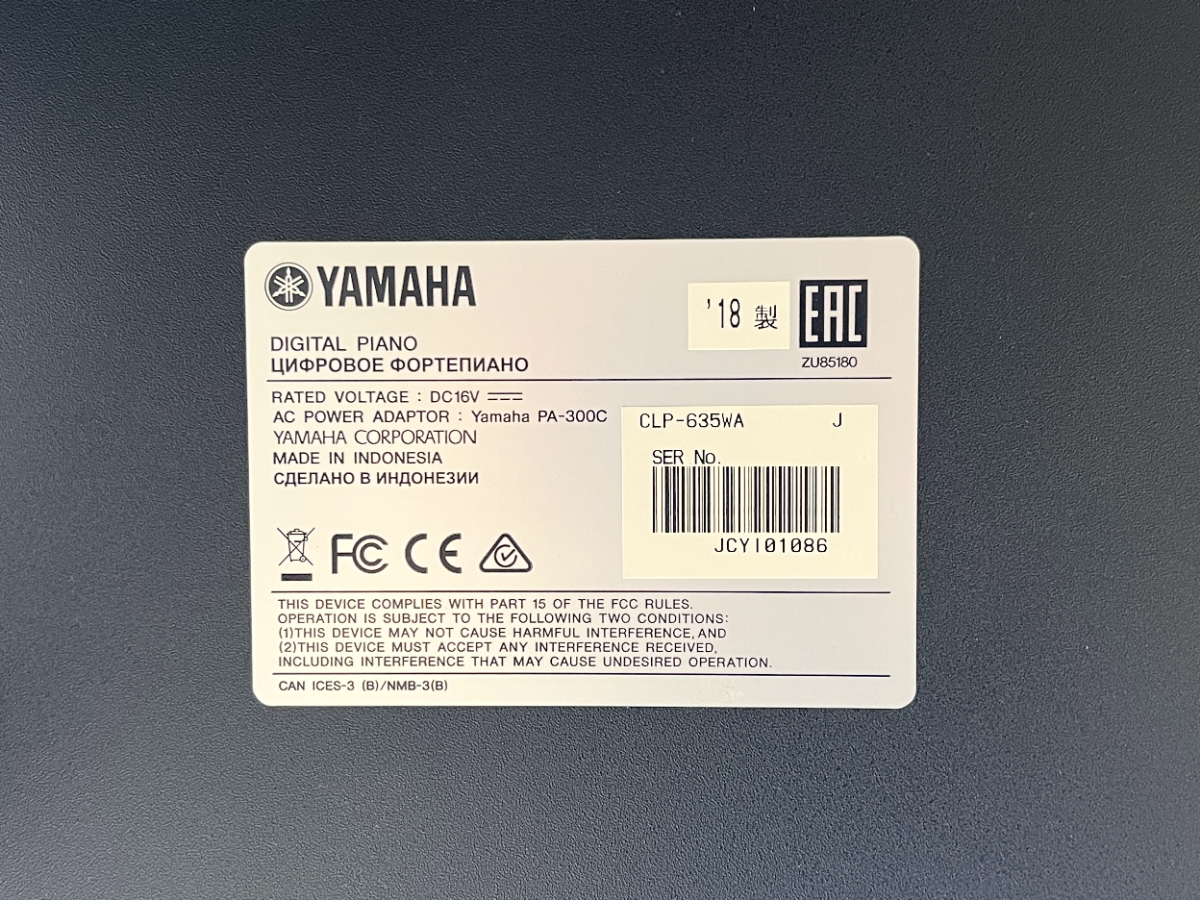 YAMAHA
'18 製
EAC
ZU85180
DIGITAL PIANO
ЦИФРОВОЕ ФОРТЕПИАНО
RATED VOLTAGE : DC16V
AC POWER ADAPTOR : Yamaha PA-300C
YAMAHA CORPORATION
MADE IN INDONESIA
СДЕЛАНО В ИНДОНЕЗИИ
CLP-635WA J
SER No.
JCYI01086
FC CE
THIS DEVICE COMPLIES WITH PART 15 OF THE FCC RULES.
OPERATION IS SUBJECT TO THE FOLLOWING TWO CONDITIONS:
(1)THIS DEVICE MAY NOT CAUSE HARMFUL INTERFERENCE,AND
(2)THIS DEVICE MUST ACCEPT ANY INTERFERENCE RECEIVED,
INCLUDING INTERFERENCE THAT MAY CAUSE UNDESIRED OPERATION.
CAN ICES-3 (B)/NMB-3(B)